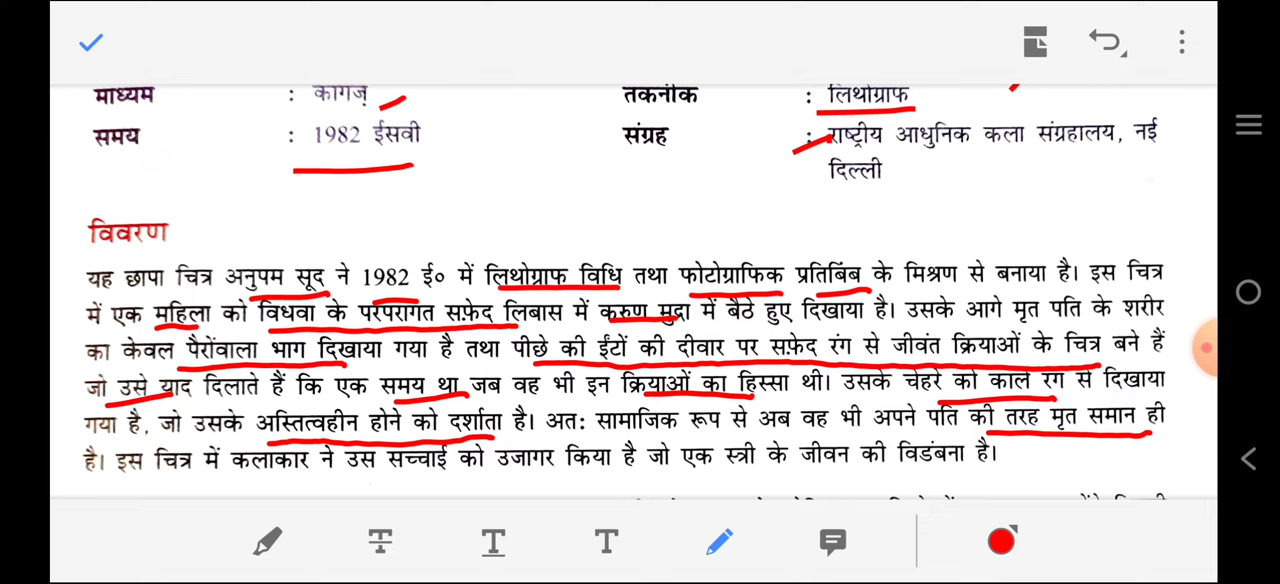 माध्यम : कागज़ तकनीक : लिथोग्राफ
समय : 1982 ईसवी संग्रह : राष्ट्रीय आधुनिक कला संग्रहालय, नई
दिल्ली
विवरण
यह छापा चित्र अनुपम सूद ने 1982 ई० में लिथोग्राफ विधि तथा फोटोग्राफिक प्रतिबिंब के मिश्रण से बनाया है। इस चित्र
में एक महिला को विधवा के परंपरागत सफ़ेद लिबास में करुण मुद्रा में बैठे हुए दिखाया है। उसके आगे मृत पति के शरीर
का केवल पैरोंवाला भाग दिखाया गया है तथा पीछे की ईंटों की दीवार पर सफ़ेद रंग से जीवंत क्रियाओं के चित्र बने हैं
जो उसे याद दिलाते हैं कि एक समय था जब वह भी इन क्रियाओं का हिस्सा थी। उसके चेहरे को काले रंग से दिखाया
गया है, जो उसके अस्तित्वहीन होने को दर्शाता है। अत: सामाजिक रूप से अब वह भी अपने पति की तरह मृत समान ही
है। इस चित्र में कलाकार ने उस सच्चाई को उजागर किया है जो एक स्त्री के जीवन की विडंबना है।